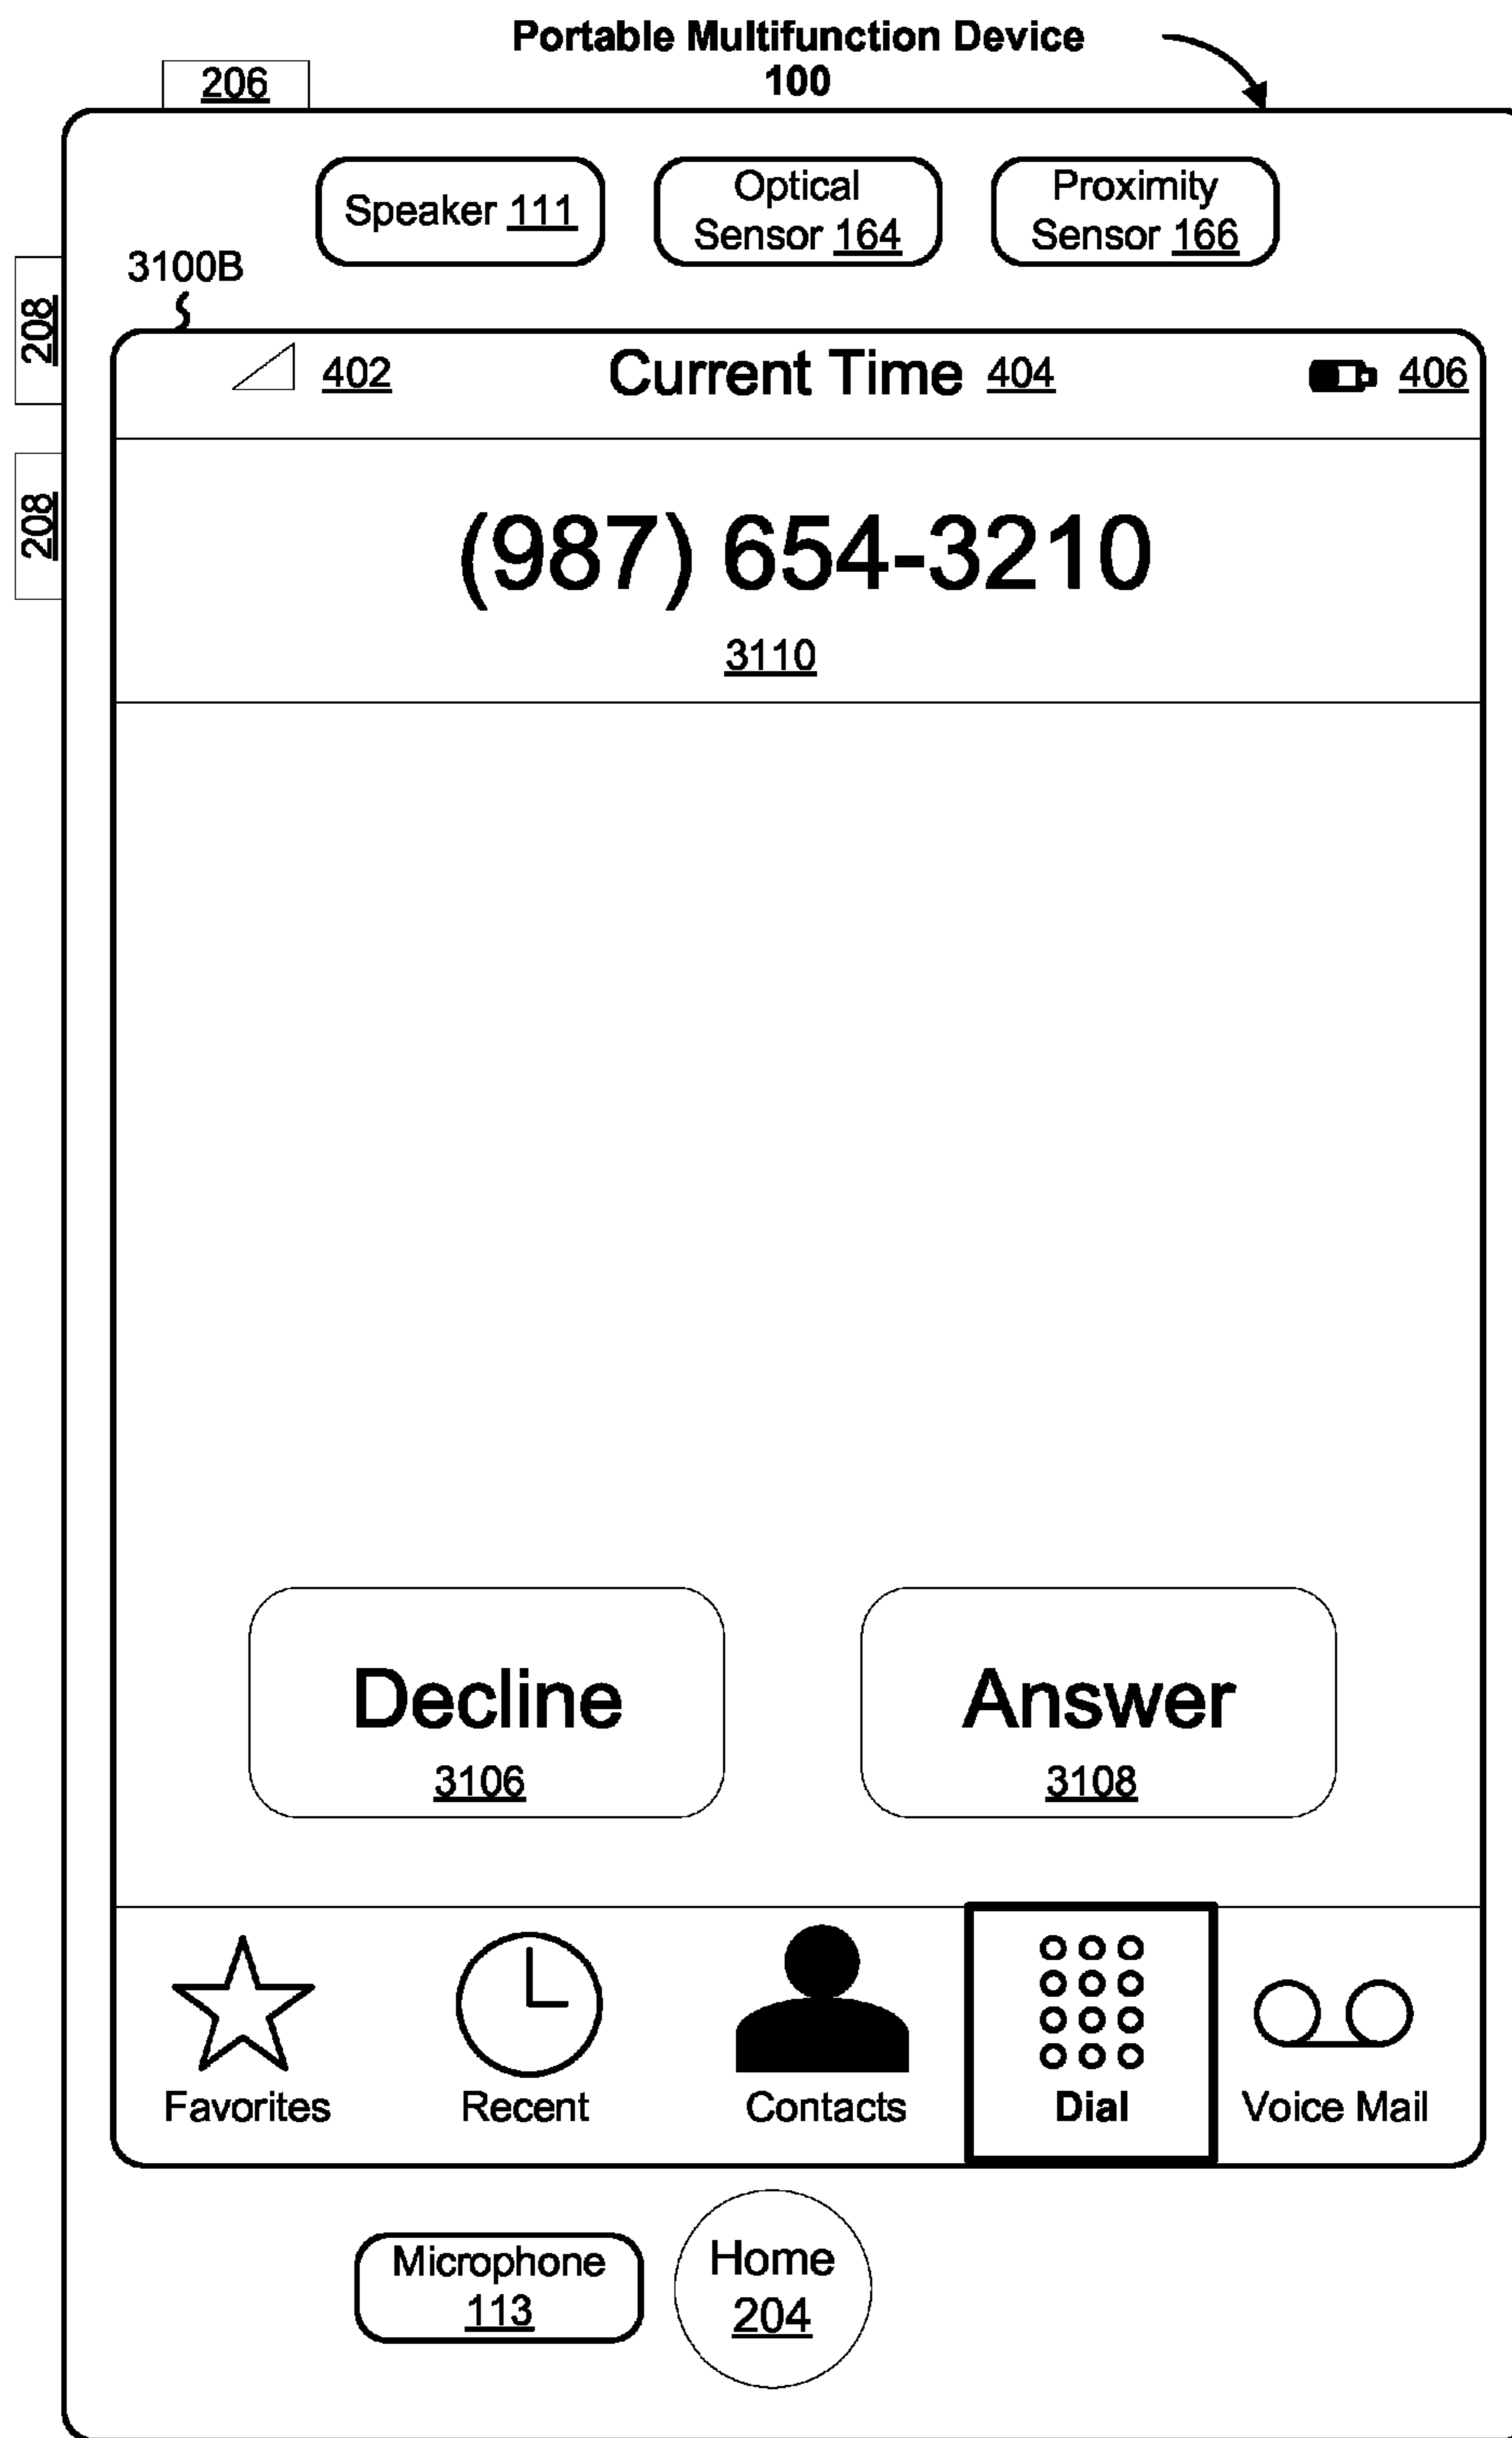 Portable Multifunction Device
100
206
Speaker 111
Optical
Sensor 164
Proximity
Sensor 166
3100B
208
402
Current Time 404
406
208
(987) 654-3210
3110
Decline
3106
Answer
3108
Favorites
Recent
Contacts
Dial
Voice Mail
Microphone
113
Home
204